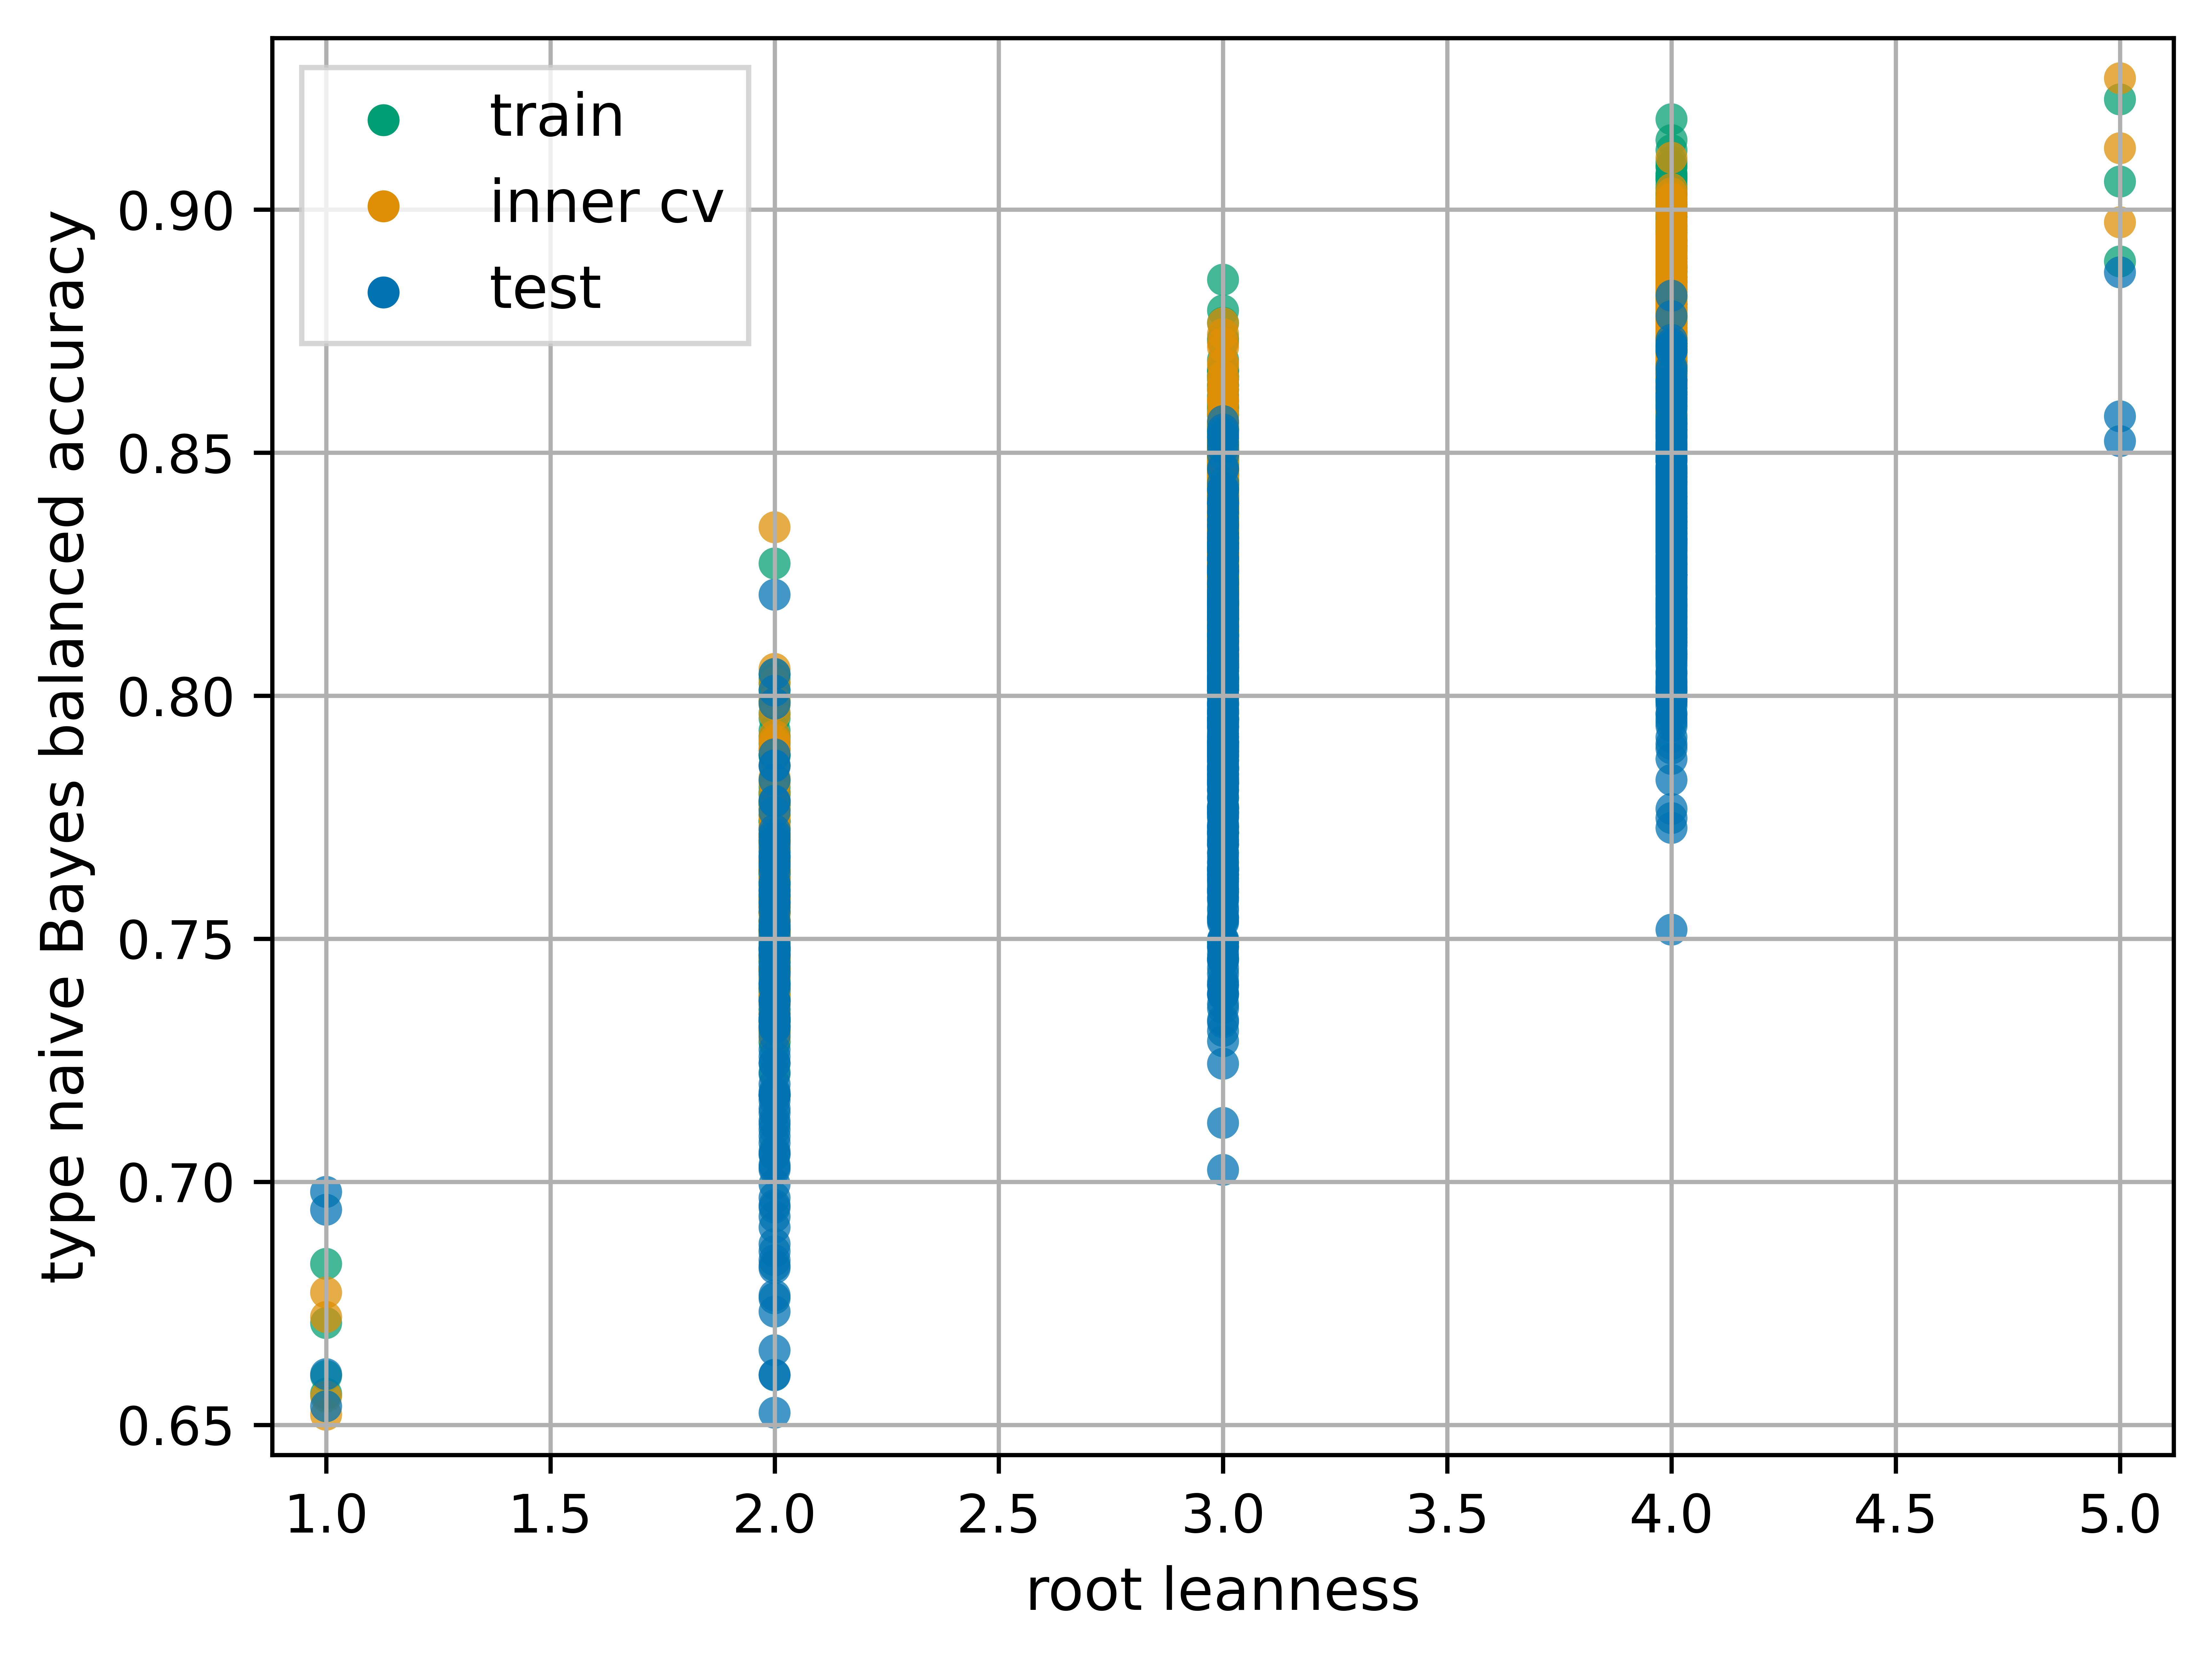 train
inner cv
test
0.90
0.85
0.80
0.75
0.70
0.65
type naive Bayes balanced accuracy
1.0 1.5 2.0 2.5 3.0 3.5 4.0 4.5 5.0
root leanness